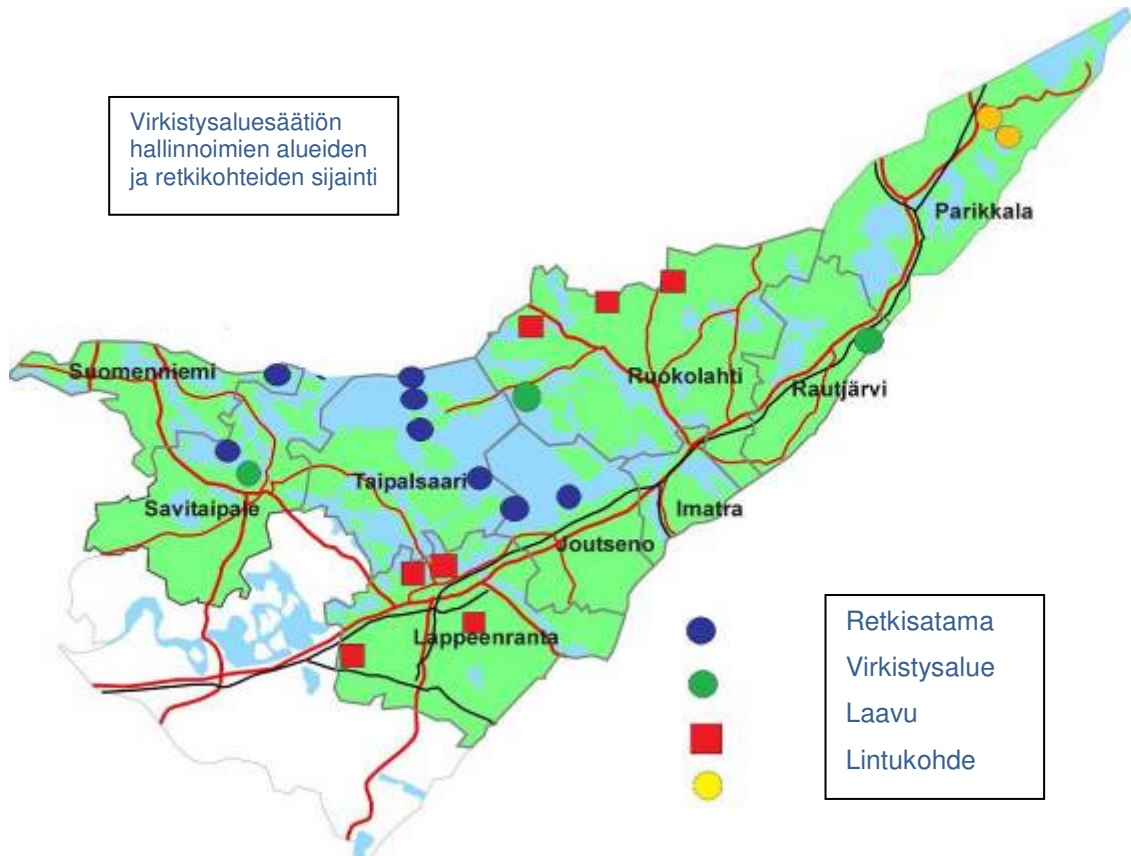 Virkistysaluesäätiön
hallinnoimien alueiden
ja retkikohteiden sijainti
Parikkala
Suomenniemi
Ruokolahti
Rautjärvi
Taipalsaari
Savitaipale
Imatra
Joutseno
Lappeenranta
Retkisatama
Virkistysalue
Laavu
Lintukohde